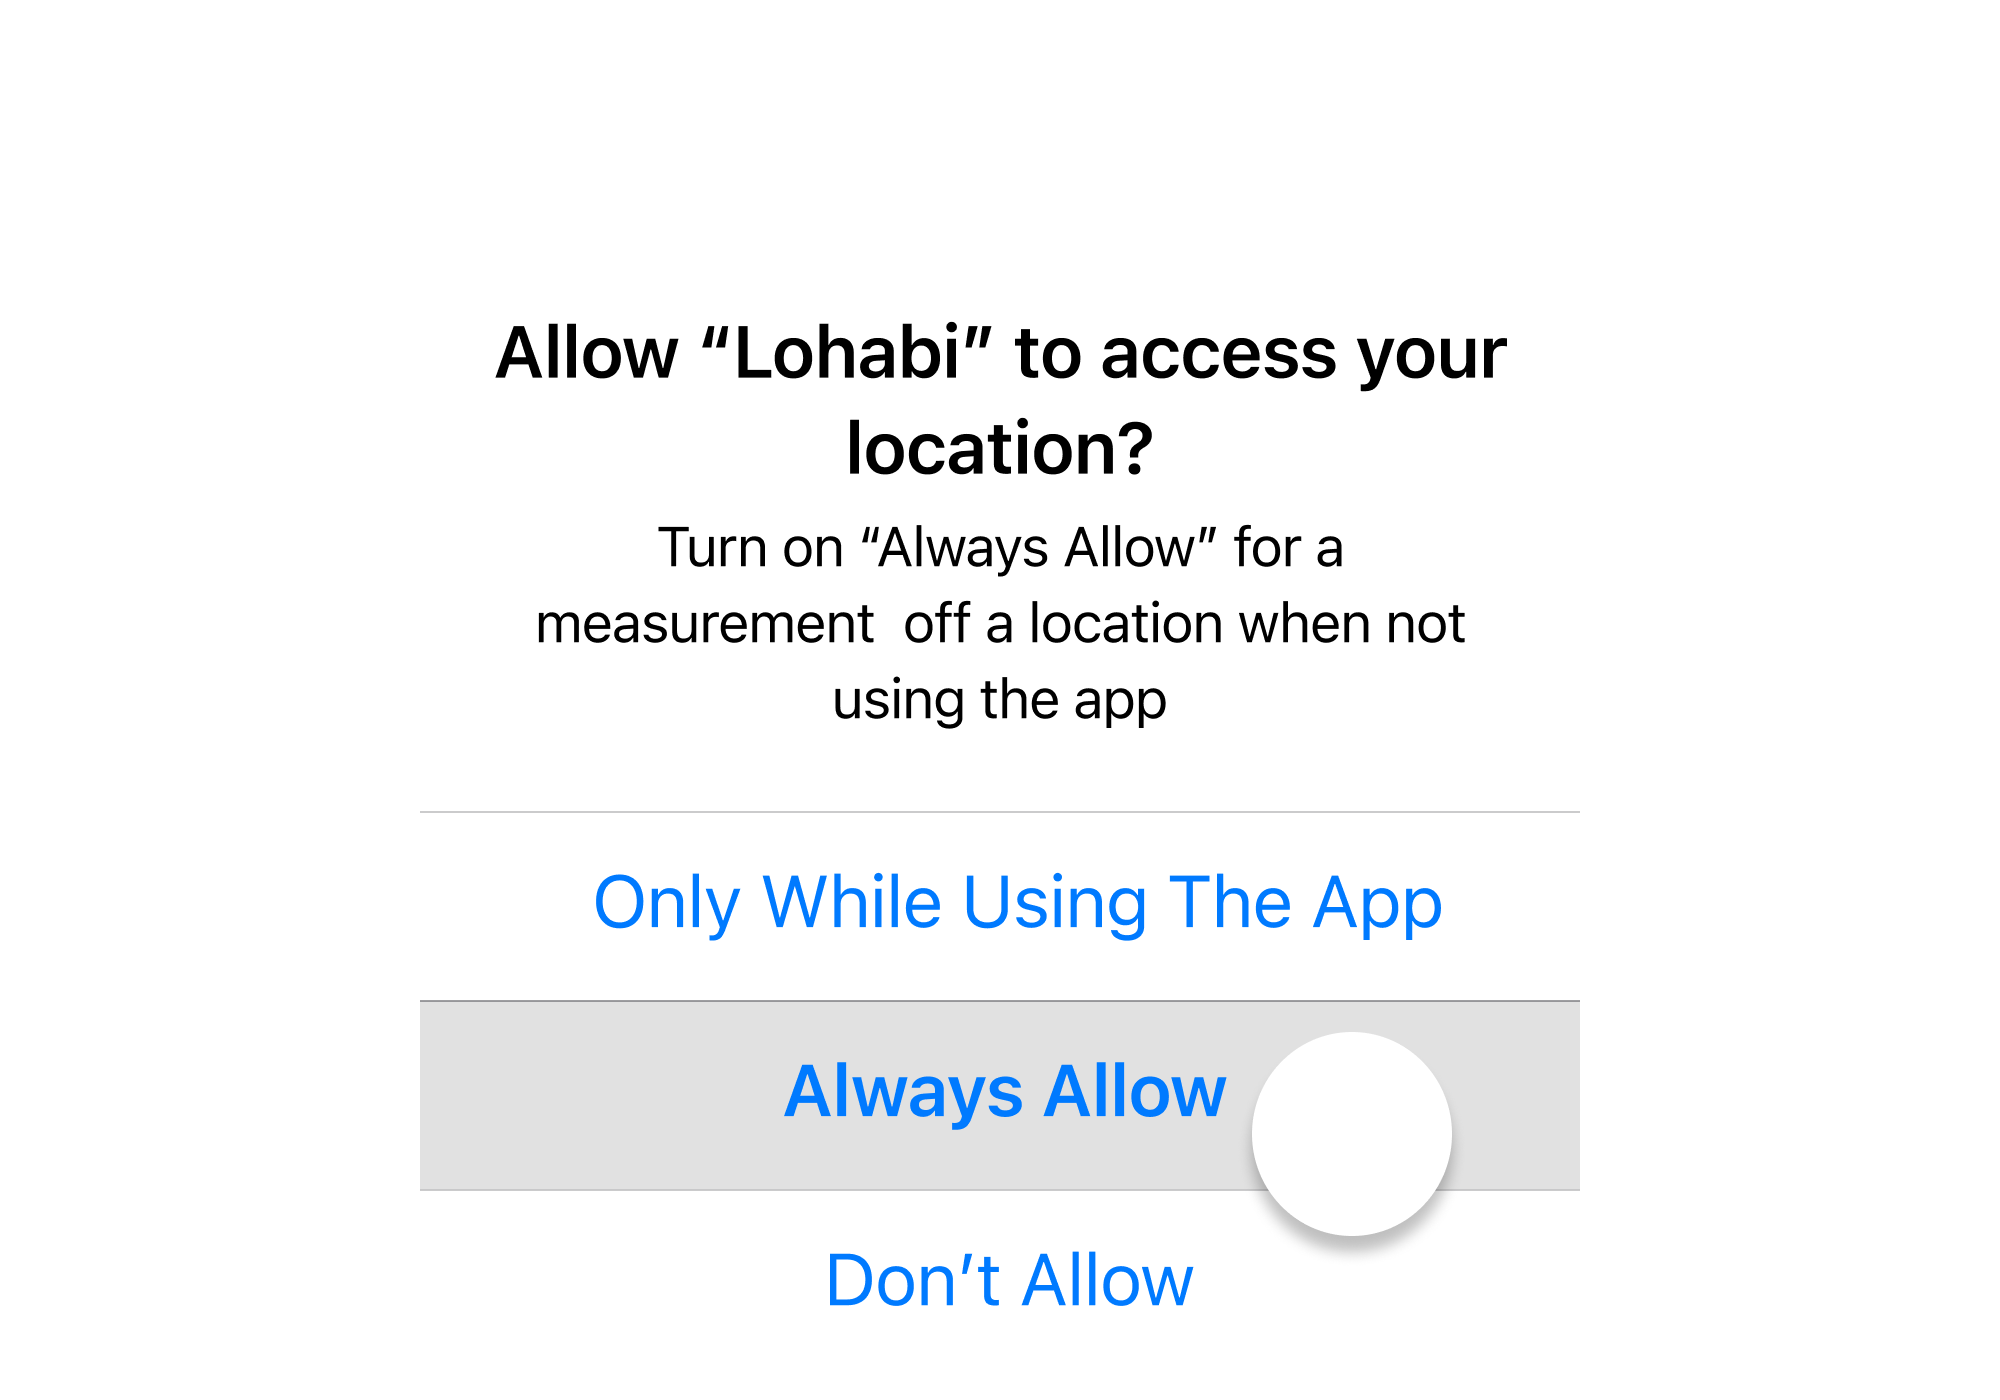 Allow “Lohabi” to access your
location?
Turn on “Always Allow” for a
measurement  off a location when not
using the app
Only While Using The App
Always Allow
Don’t Allow